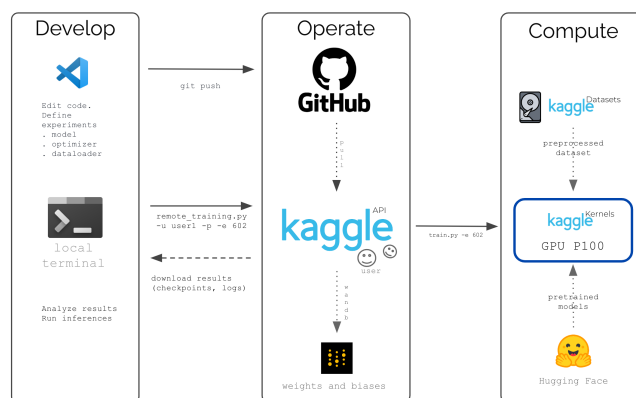 Develop
Edit code.
Define
experiments
. model
. optimizer
. dataloader
local
terminal
Analyze results
Run inferences
git push
remote_training.py
-u user1 -p -e 602
download results
(checkpoints, logs)
Operate
GitHub
pull
kaggle API
user
wandb
weights and biases
train.py -e 602
Compute
kaggle Datasets
preprocessed
dataset
kaggle Kernels
GPU P100
pretrained
models
Hugging Face